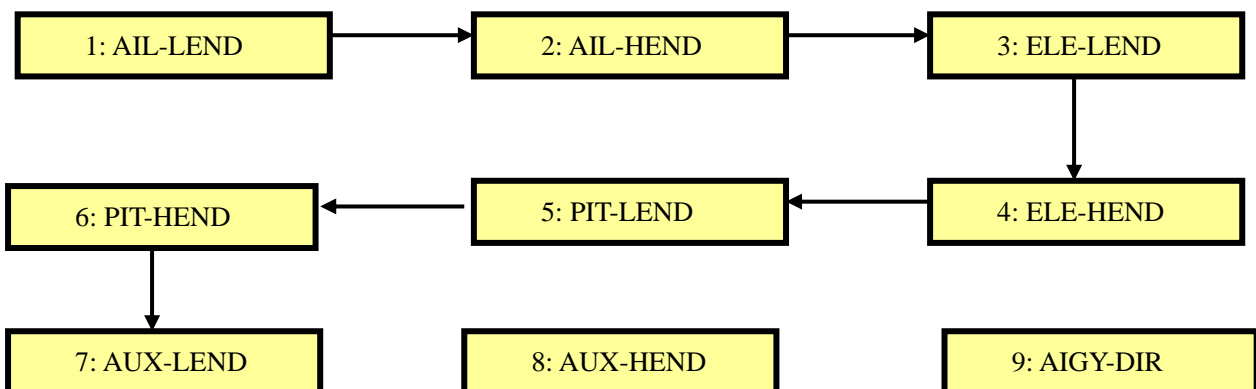 1: AIL-LEND
2: AIL-HEND
3: ELE-LEND
6: PIT-HEND
5: PIT-LEND
4: ELE-HEND
7: AUX-LEND
8: AUX-HEND
9: AIGY-DIR